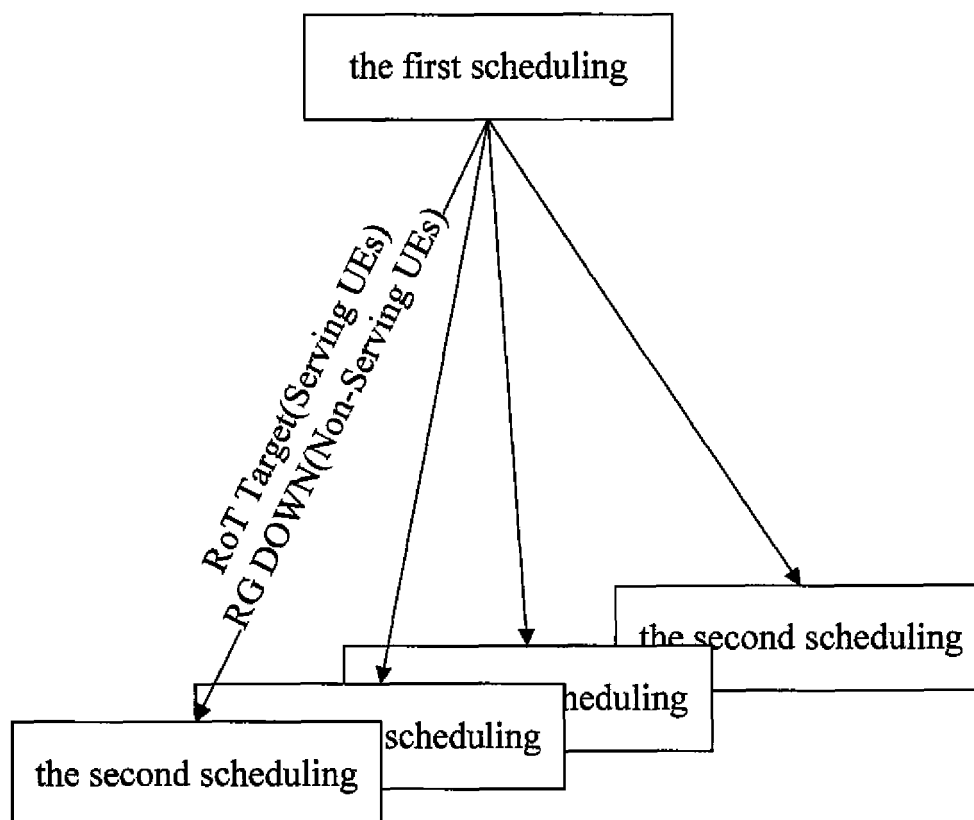 the first scheduling
RoT Target(Serving UEs)
RG DOWN(Non-Serving UEs)
the second scheduling
heduling
scheduling
the second scheduling